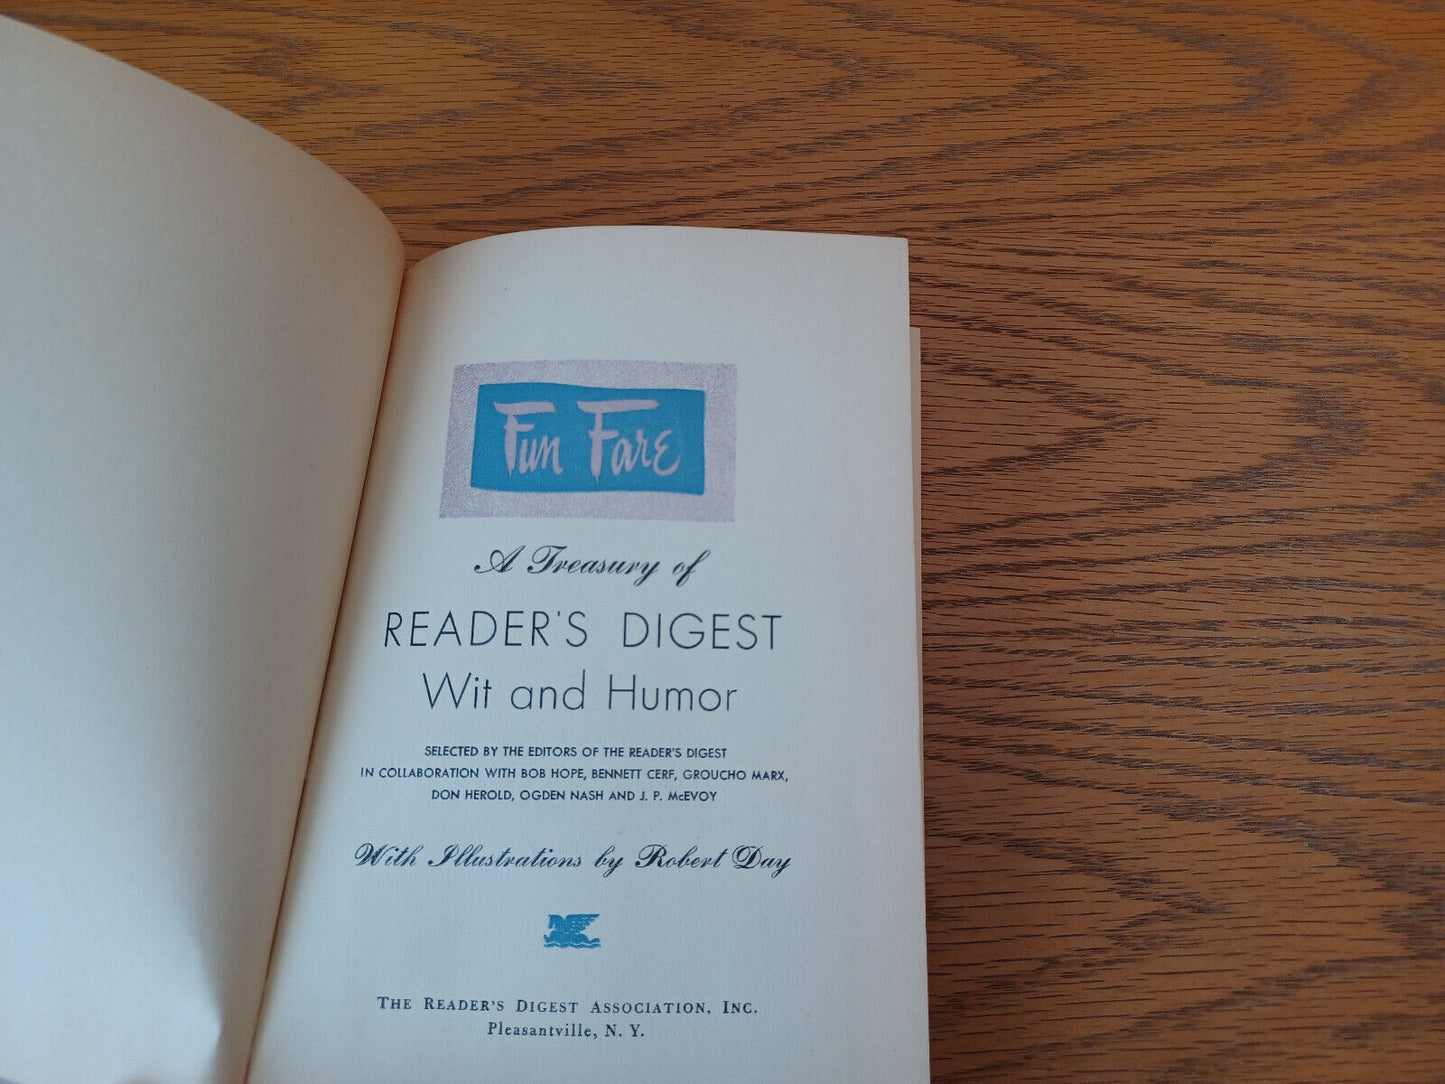 Fun Fare
A Treasury of
READER'S DIGEST
Wit and Humor
SELECTED BY THE EDITORS OF THE READER'S DIGEST
IN COLLABORATION WITH BOB HOPE, BENNETT CERF, GROUCHO MARX,
DON HEROLD, OGDEN NASH AND J. P. McEVOY
With Illustrations by Robert Day
THE READER'S DIGEST ASSOCIATION, INC.
Pleasantville, N. Y.